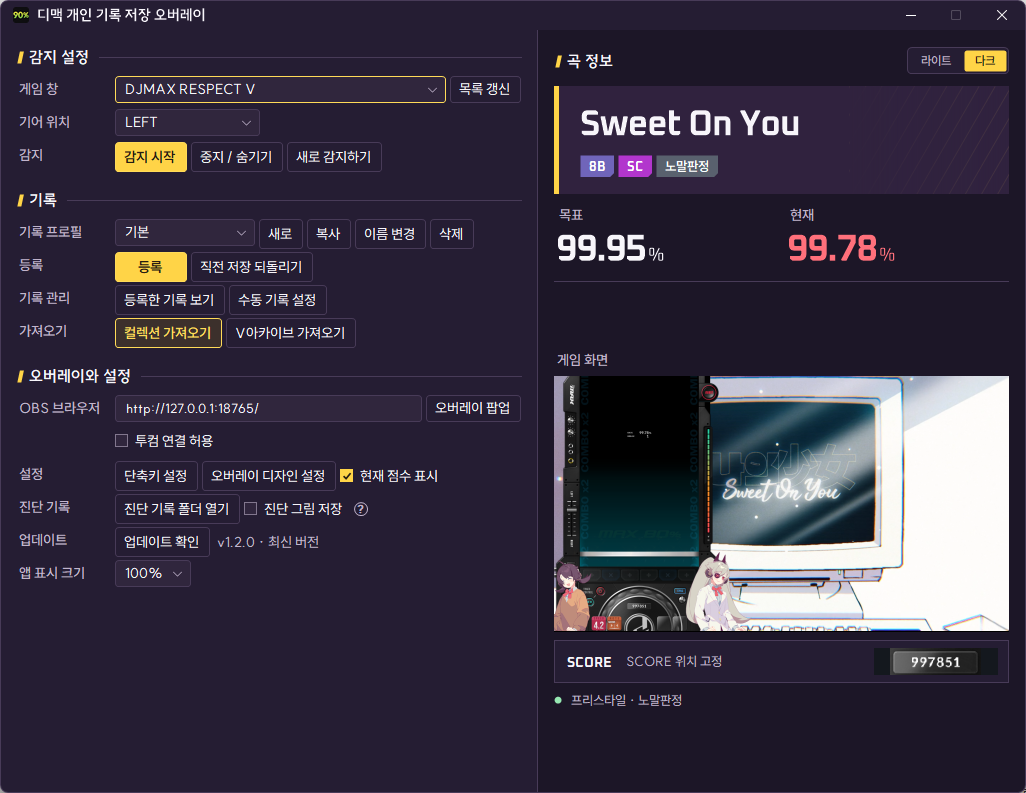 90% 디맥 개인 기록 저장 오버레이
감지 설정
게임 창 DJMAX RESPECT V 목록 갱신
기어 위치 LEFT
감지 감지 시작 중지 / 숨기기 새로 감지하기
기록
기록 프로필 기본 새로 복사 이름 변경 삭제
등록 등록 직전 저장 되돌리기
기록 관리 등록한 기록 보기 수동 기록 설정
가져오기 컬렉션 가져오기 V아카이브 가져오기
오버레이와 설정
OBS 브라우저 http://127.0.0.1:18765/ 오버레이 팝업
투컴 연결 허용
설정 단축키 설정 오버레이 디자인 설정 현재 점수 표시
진단 기록 진단 기록 폴더 열기 진단 그림 저장 ?
업데이트 업데이트 확인 v1.2.0 · 최신 버전
앱 표시 크기 100%
곡 정보 라이트 다크
Sweet On You
8B SC 노말판정
목표 현재
99.95% 99.78%
게임 화면
COMBO x2
Sweet On You
997851
4.2
SCORE SCORE 위치 고정 997851
프리스타일 · 노말판정